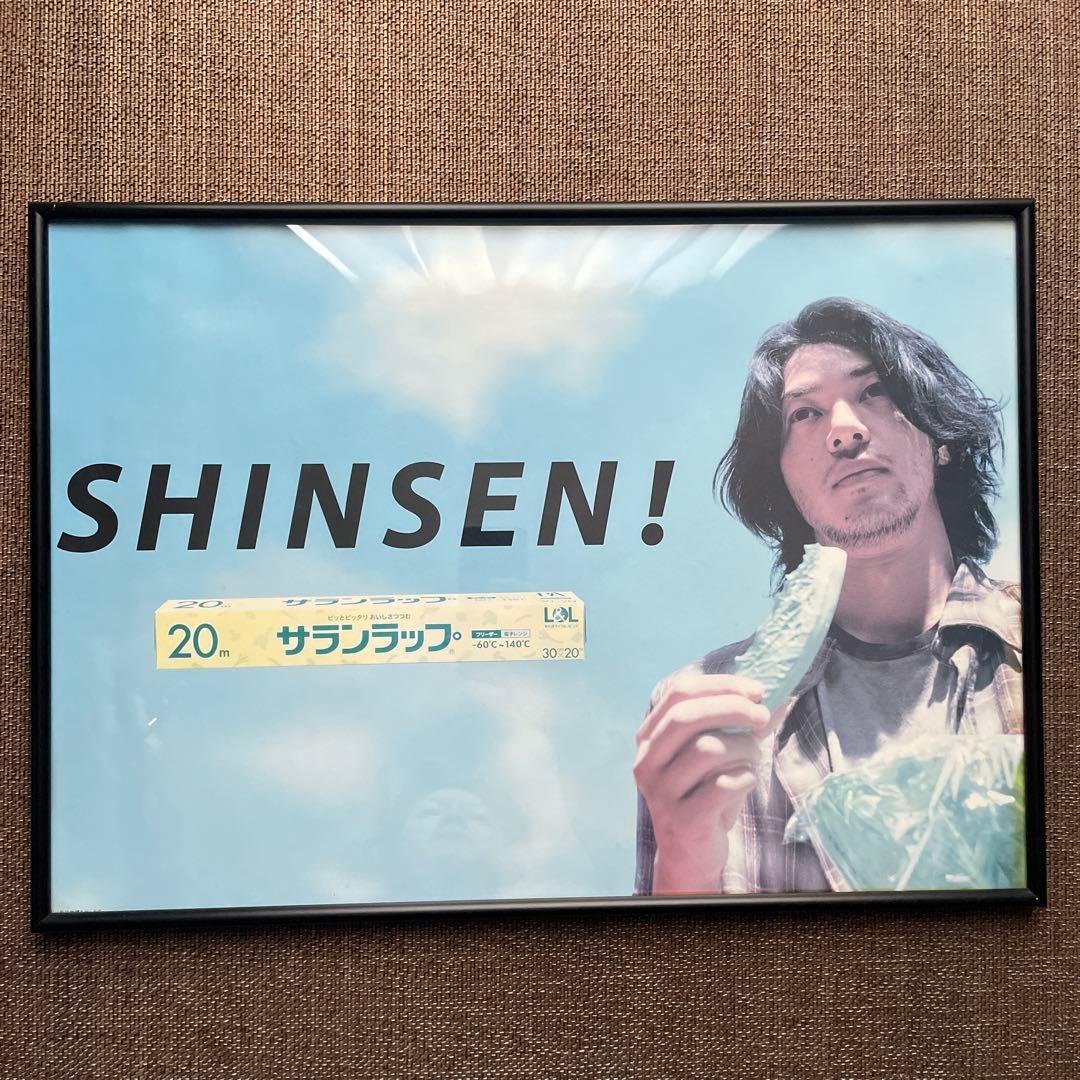 SHINSEN!
20m サランラップ
ピッとピッタリ おいしさつつむ
20m
サランラップ®
フリーザー 電子レンジ
-60℃~140℃
L&L
30cm×20m